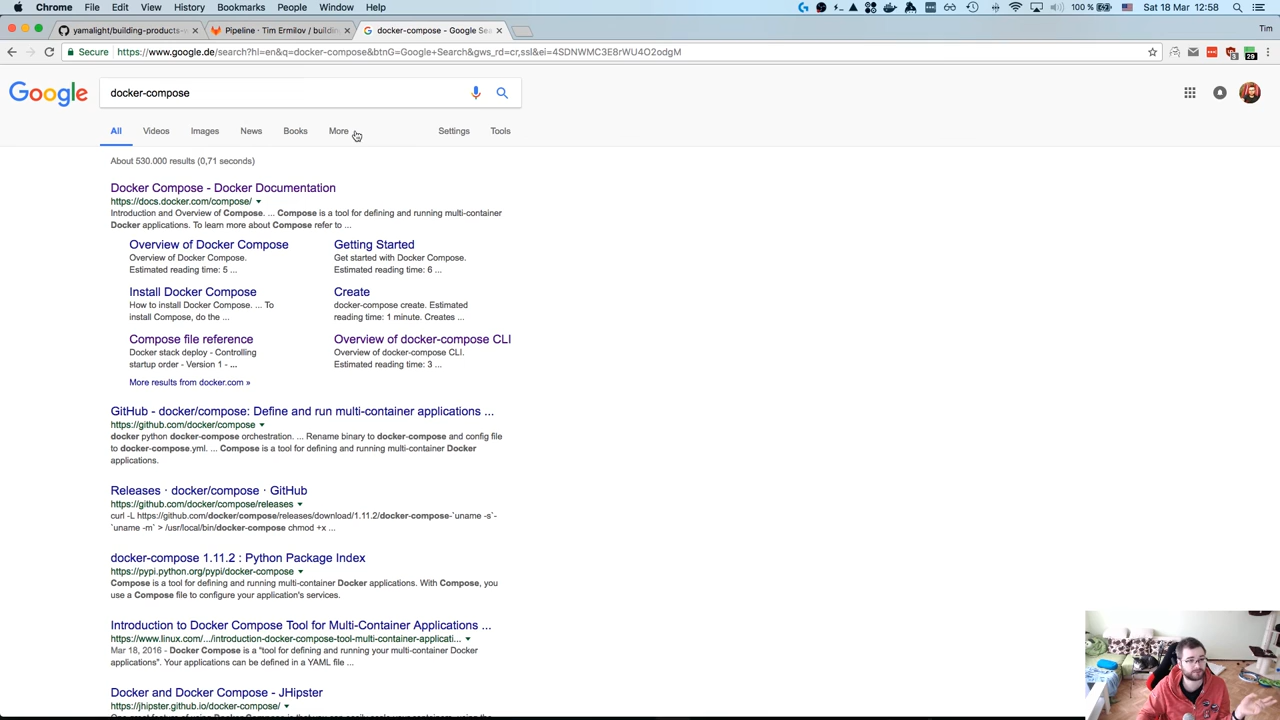 Chrome File Edit View History Bookmarks People Window Help 100 % Sat 18 Mar 12:58
yamalight/building-products- Pipeline · Tim Ermilov / buildin docker-compose - Google Sea Tim
Secure https://www.google.de/search?hl=en&q=docker-compose&btnG=Google+Search&gws_rd=cr,ssl&ei=4SDNWMC3E8rWU4O2odgM
29
Google docker-compose
All Videos Images News Books More Settings Tools
About 530.000 results (0,71 seconds)
Docker Compose - Docker Documentation
https://docs.docker.com/compose/
Introduction and Overview of Compose. ... Compose is a tool for defining and running multi-container
Docker applications. To learn more about Compose refer to ...
Overview of Docker Compose
Overview of Docker Compose.
Estimated reading time: 5 ...
Getting Started
Get started with Docker Compose.
Estimated reading time: 6 ...
Install Docker Compose
How to install Docker Compose. ... To
install Compose, do the ...
Create
docker-compose create. Estimated
reading time: 1 minute. Creates ...
Compose file reference
Docker stack deploy - Controlling
startup order - Version 1 - ...
Overview of docker-compose CLI
Overview of docker-compose CLI.
Estimated reading time: 3 ...
More results from docker.com »
GitHub - docker/compose: Define and run multi-container applications ...
https://github.com/docker/compose
docker python docker-compose orchestration. ... Rename binary to docker-compose and config file
to docker-compose.yml. ... Compose is a tool for defining and running multi-container Docker
applications.
Releases · docker/compose · GitHub
https://github.com/docker/compose/releases
curl -L https://github.com/docker/compose/releases/download/1.11.2/docker-compose-`uname -s`-
`uname -m` > /usr/local/bin/docker-compose chmod +x ...
docker-compose 1.11.2 : Python Package Index
https://pypi.python.org/pypi/docker-compose
Compose is a tool for defining and running multi-container Docker applications. With Compose, you
use a Compose file to configure your application's services.
Introduction to Docker Compose Tool for Multi-Container Applications ...
https://www.linux.com/.../introduction-docker-compose-tool-multi-container-applicati...
Mar 18, 2016 - Docker Compose is a "tool for defining and running your multi-container Docker
applications". Your applications can be defined in a YAML file ...
Docker and Docker Compose - JHipster
https://jhipster.github.io/docker-compose/